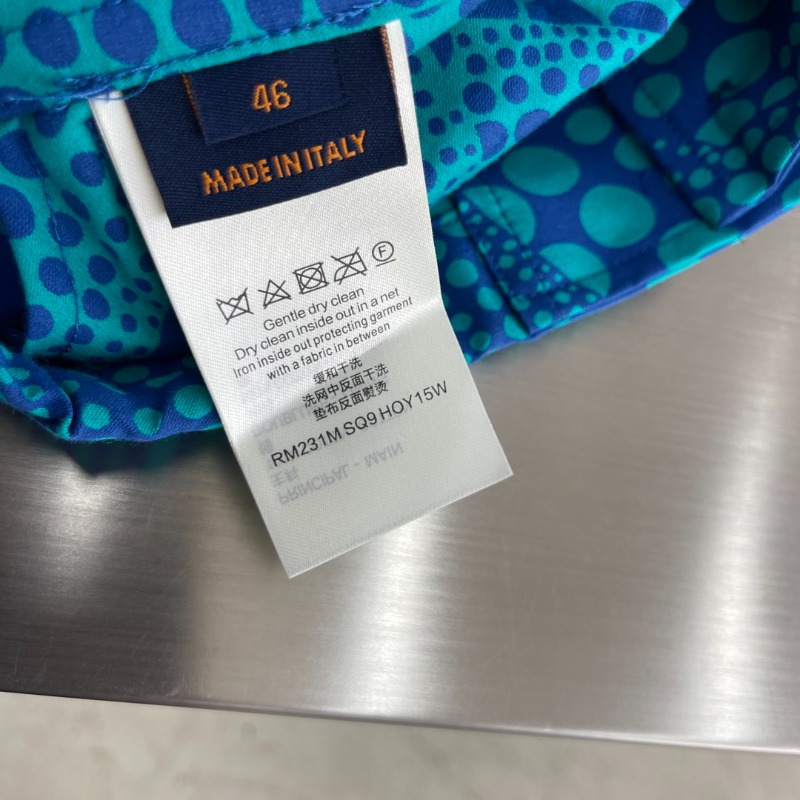 46
MADE IN ITALY
F
Gentle dry clean
Dry clean inside out in a net
Iron inside out protecting garment
with a fabric in between
缓和干洗
洗网中反面干洗
垫布反面熨烫
RM231M SQ9 HOY15W
PRINCIPAL - MAIN